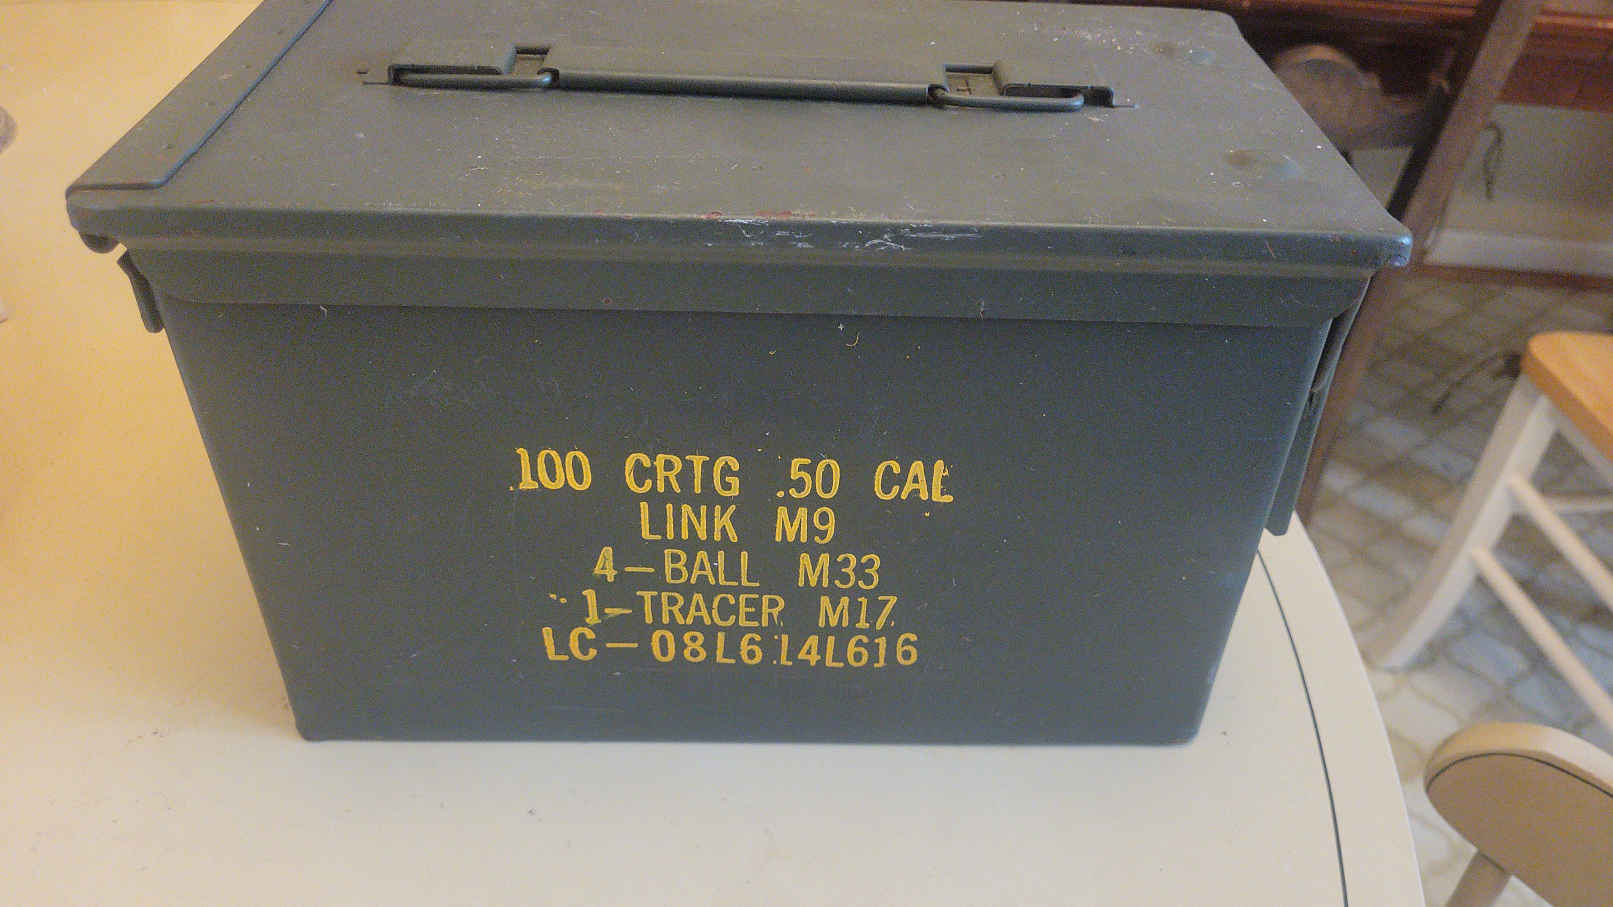 100 CRTG .50 CAL
LINK M9
4-BALL M33
1-TRACER M17
LC-08L614L616